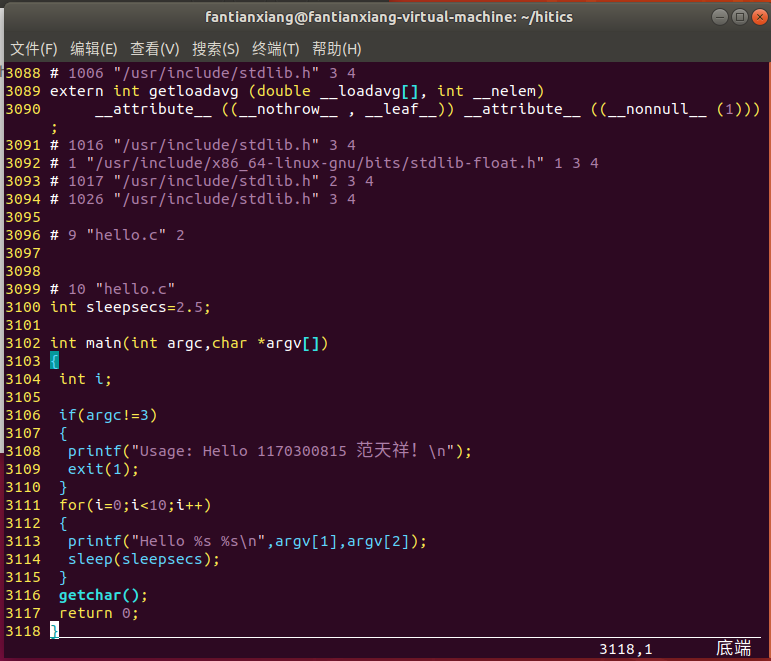 fantianxiang@fantianxiang-virtual-machine: ~/hitics
文件(F) 编辑(E) 查看(V) 搜索(S) 终端(T) 帮助(H)
3088 # 1006 "/usr/include/stdlib.h" 3 4
3089 extern int getloadavg (double __loadavg[], int __nelem)
3090      __attribute__ ((__nothrow__ , __leaf__)) __attribute__ ((__nonnull__ (1)))
;
3091 # 1016 "/usr/include/stdlib.h" 3 4
3092 # 1 "/usr/include/x86_64-linux-gnu/bits/stdlib-float.h" 1 3 4
3093 # 1017 "/usr/include/stdlib.h" 2 3 4
3094 # 1026 "/usr/include/stdlib.h" 3 4
3095
3096 # 9 "hello.c" 2
3097
3098
3099 # 10 "hello.c"
3100 int sleepsecs=2.5;
3101
3102 int main(int argc,char *argv[])
3103 {
3104  int i;
3105
3106  if(argc!=3)
3107  {
3108   printf("Usage: Hello 1170300815 范天祥！\n");
3109   exit(1);
3110  }
3111  for(i=0;i<10;i++)
3112  {
3113   printf("Hello %s %s\n",argv[1],argv[2]);
3114   sleep(sleepsecs);
3115  }
3116  getchar();
3117  return 0;
3118 }
3118,1 底端